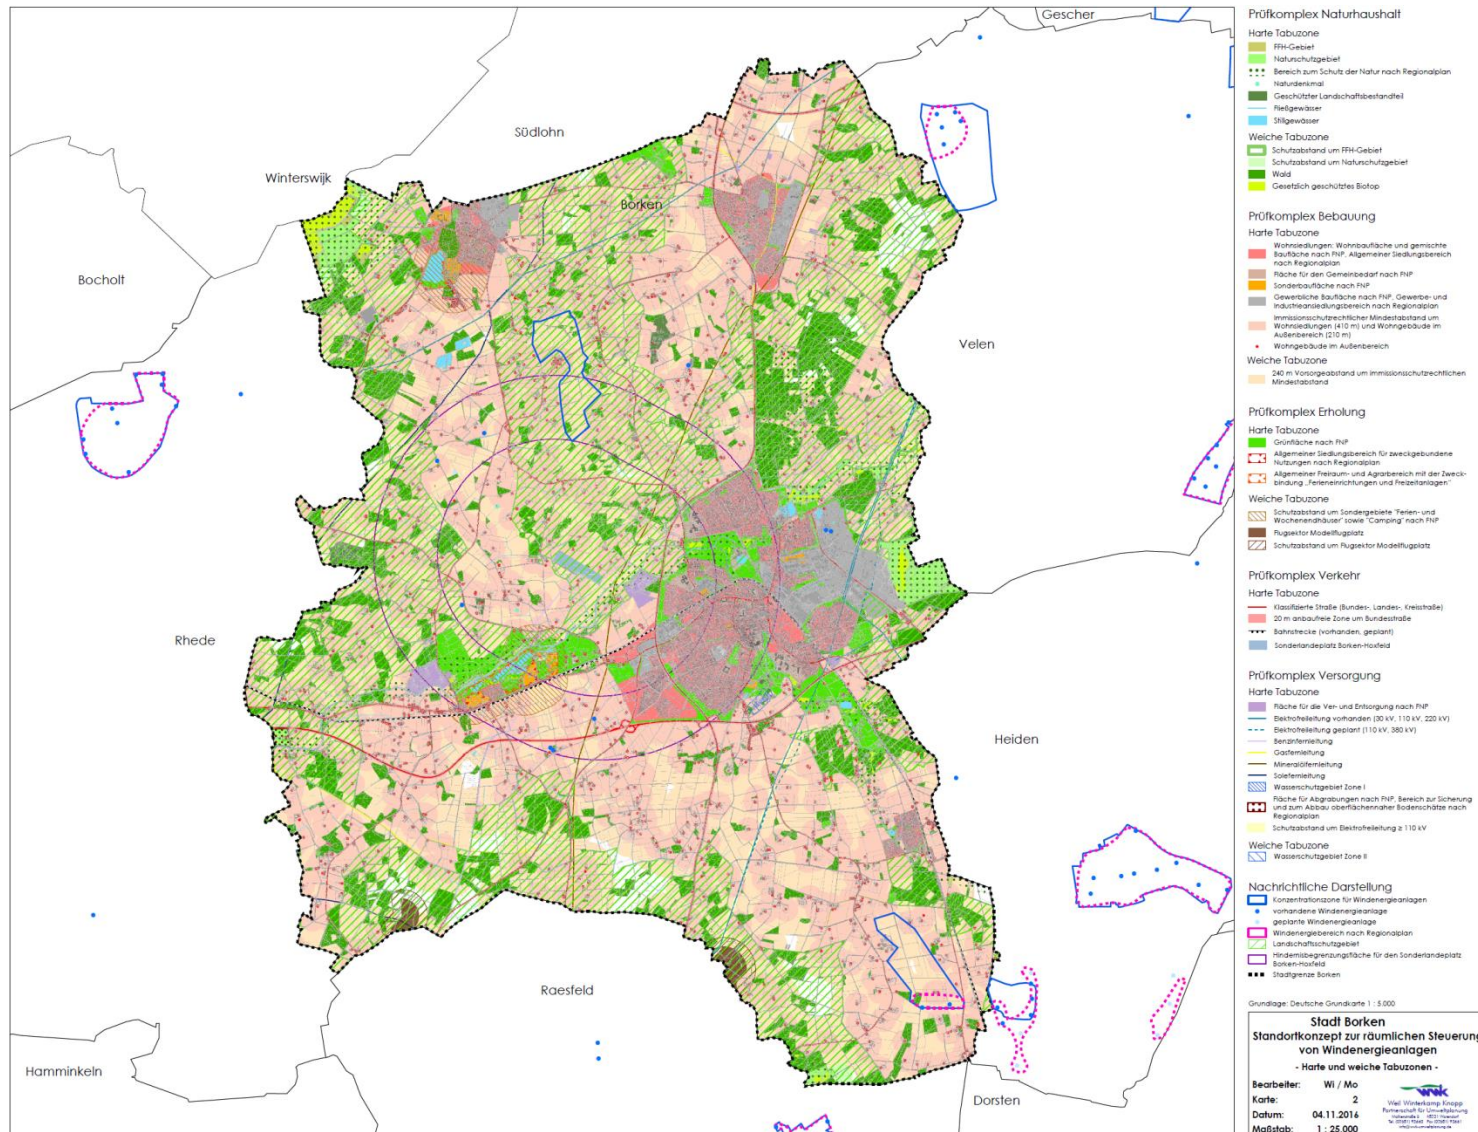 Gescher
Südlohn
Winterswijk
Borken
Bocholt
Velen
Rhede
Heiden
Raesfeld
Hamminkeln
Dorsten
Prüfkomplex Naturhaushalt
Harte Tabuzone
FFH-Gebiet
Naturschutzgebiet
Bereich zum Schutz der Natur nach Regionalplan
Naturdenkmal
Geschützter Landschaftsbestandteil
Fließgewässer
Stillgewässer
Weiche Tabuzone
Schutzabstand um FFH-Gebiet
Schutzabstand um Naturschutzgebiet
Wald
Gesetzlich geschütztes Biotop
Prüfkomplex Bebauung
Harte Tabuzone
Wohnsiedlungen: Wohnbaufläche und gemischte
Baufläche nach FNP, Allgemeiner Siedlungsbereich
nach Regionalplan
Fläche für den Gemeinbedarf nach FNP
Sonderbaufläche nach FNP
Gewerbliche Baufläche nach FNP, Gewerbe- und
Industrieansiedlungsbereich nach Regionalplan
Immissionsschutzrechtlicher Mindestabstand um
Wohnsiedlungen (410 m) und Wohngebäude im
Außenbereich (210 m)
Wohngebäude im Außenbereich
Weiche Tabuzone
240 m Vorsorgeabstand um immissionsschutzrechtlichen
Mindestabstand
Prüfkomplex Erholung
Harte Tabuzone
Grünfläche nach FNP
Allgemeiner Siedlungsbereich für zweckgebundene
Nutzungen nach Regionalplan
Allgemeiner Freiraum- und Agrarbereich mit der Zweck-
bindung „Ferieneinrichtungen und Freizeitanlagen"
Weiche Tabuzone
Schutzabstand um Sondergebiete "Ferien- und
Wochenendhäuser" sowie "Camping" nach FNP
Flugsektor Modellflugplatz
Schutzabstand um Flugsektor Modellflugplatz
Prüfkomplex Verkehr
Harte Tabuzone
Klassifizierte Straße (Bundes-, Landes-, Kreisstraße)
20 m anbaufreie Zone um Bundesstraße
Bahnstrecke (vorhanden, geplant)
Sonderlandeplatz Borken-Hoxfeld
Prüfkomplex Versorgung
Harte Tabuzone
Fläche für die Ver- und Entsorgung nach FNP
Elektrofreileitung vorhanden (30 kV, 110 kV, 220 kV)
Elektrofreileitung geplant (110 kV, 380 kV)
Benzinfernleitung
Gasfernleitung
Mineralölfernleitung
Solefernleitung
Wasserschutzgebiet Zone I
Fläche für Abgrabungen nach FNP, Bereich zur Sicherung
und zum Abbau oberflächennaher Bodenschätze nach
Regionalplan
Schutzabstand um Elektrofreileitung ≥ 110 kV
Weiche Tabuzone
Wasserschutzgebiet Zone II
Nachrichtliche Darstellung
Konzentrationszone für Windenergieanlagen
vorhandene Windenergieanlage
geplante Windenergieanlage
Windenergiebereich nach Regionalplan
Landschaftsschutzgebiet
Hindernisbegrenzungsfläche für den Sonderlandeplatz
Borken-Hoxfeld
Stadtgrenze Borken
Grundlage: Deutsche Grundkarte 1 : 5.000
Stadt Borken
Standortkonzept zur räumlichen Steuerung
von Windenergieanlagen
- Harte und weiche Tabuzonen -
Bearbeiter: Wi / Mo
Karte: 2
Datum: 04.11.2016
Maßstab: 1 : 25.000
wwk
Weil Winterkamp Knopp
Partnerschaft für Umweltplanung